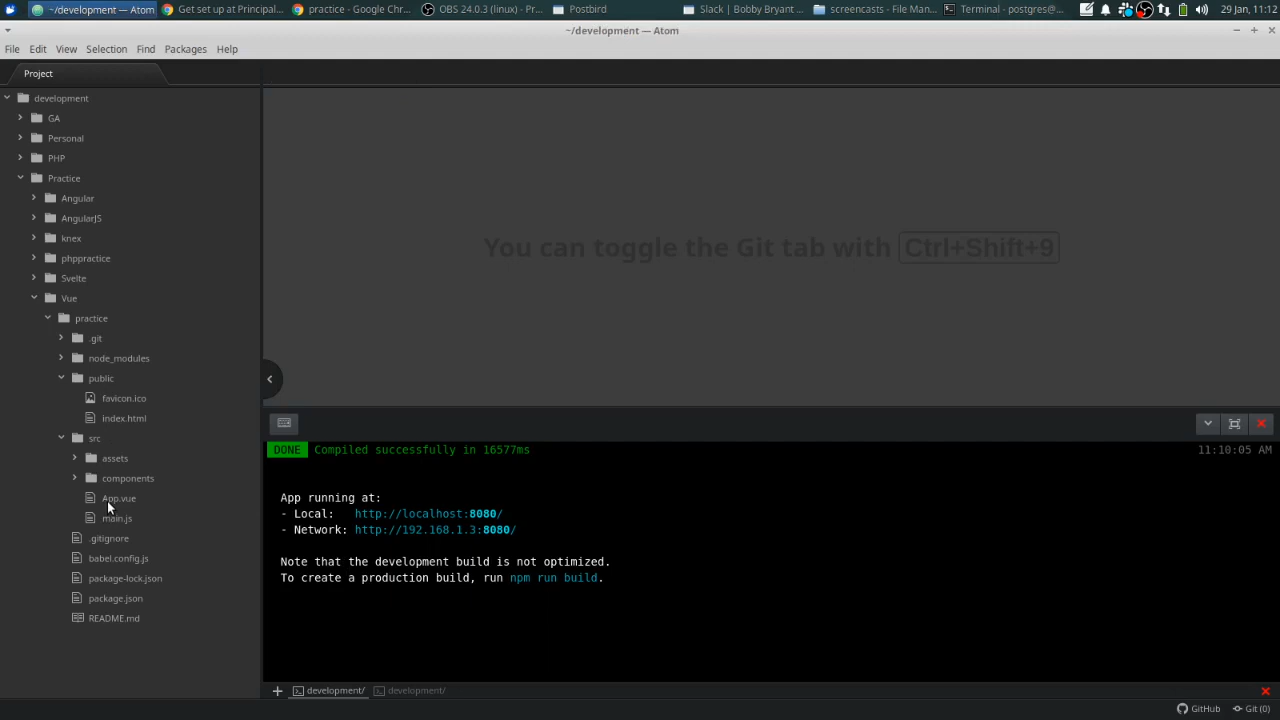 ~/development — Atom
Get set up at Principal...
practice - Google Chr...
OBS 24.0.3 (linux) - Pr...
Postbird
Slack | Bobby Bryant ...
screencasts - File Man...
Terminal - postgres@...
29 Jan, 11:12
~/development — Atom
File Edit View Selection Find Packages Help
Project
development
GA
Personal
PHP
Practice
Angular
AngularJS
knex
phppractice
Svelte
Vue
practice
.git
node_modules
public
favicon.ico
index.html
src
assets
components
App.vue
main.js
.gitignore
babel.config.js
package-lock.json
package.json
README.md
You can toggle the Git tab with Ctrl+Shift+9
DONE Compiled successfully in 16577ms 11:10:05 AM
App running at:
- Local: http://localhost:8080/
- Network: http://192.168.1.3:8080/
Note that the development build is not optimized.
To create a production build, run npm run build.
development/ development/
GitHub Git (0)